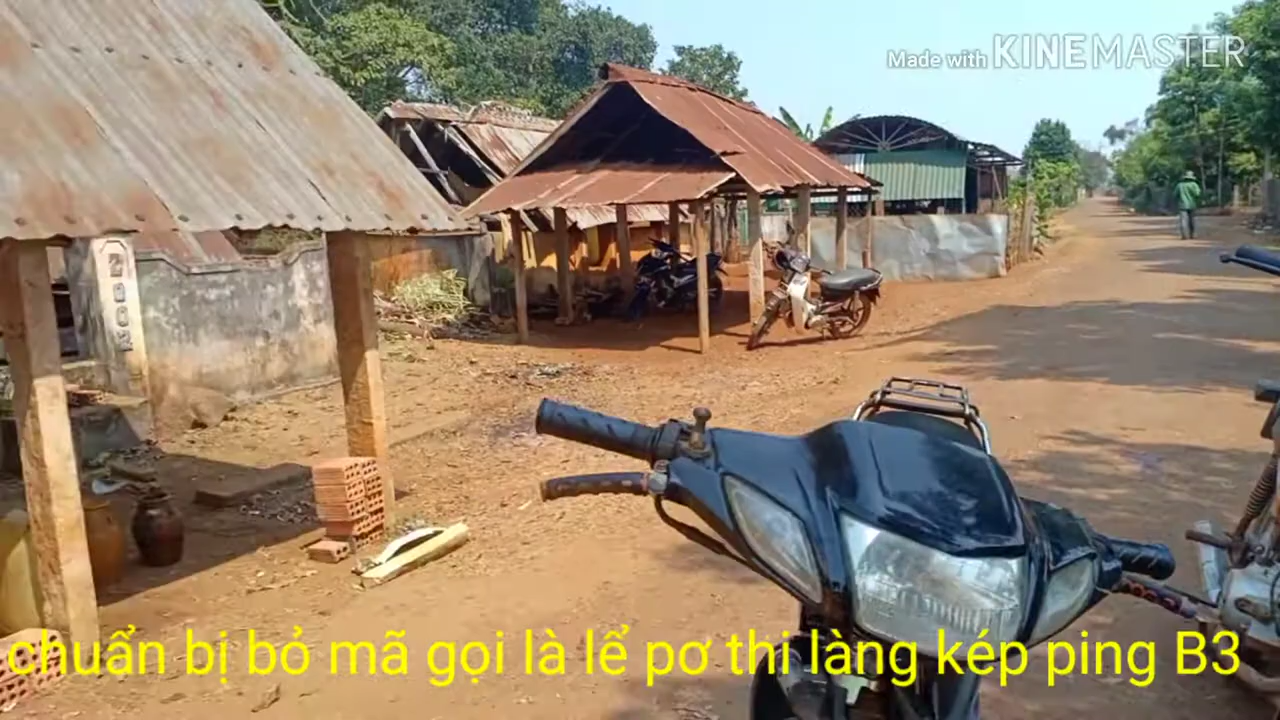 Made with KINEMASTER
2002
chuẩn bị bỏ mã gọi là lể pơ thi làng kép ping B3